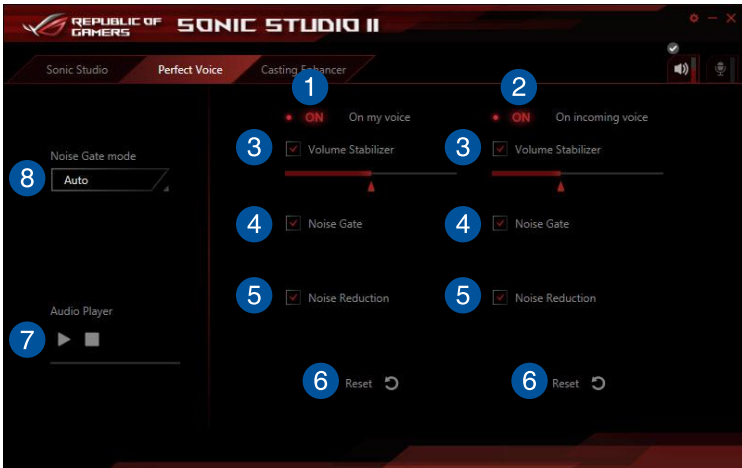 REPUBLIC OF
GAMERS
SONIC STUDIO II
Sonic Studio Perfect Voice Casting Enhancer
1 2
ON On my voice ON On incoming voice
3 Volume Stabilizer 3 Volume Stabilizer
Noise Gate mode
8 Auto
4 Noise Gate 4 Noise Gate
5 Noise Reduction 5 Noise Reduction
Audio Player
7
6 Reset 6 Reset